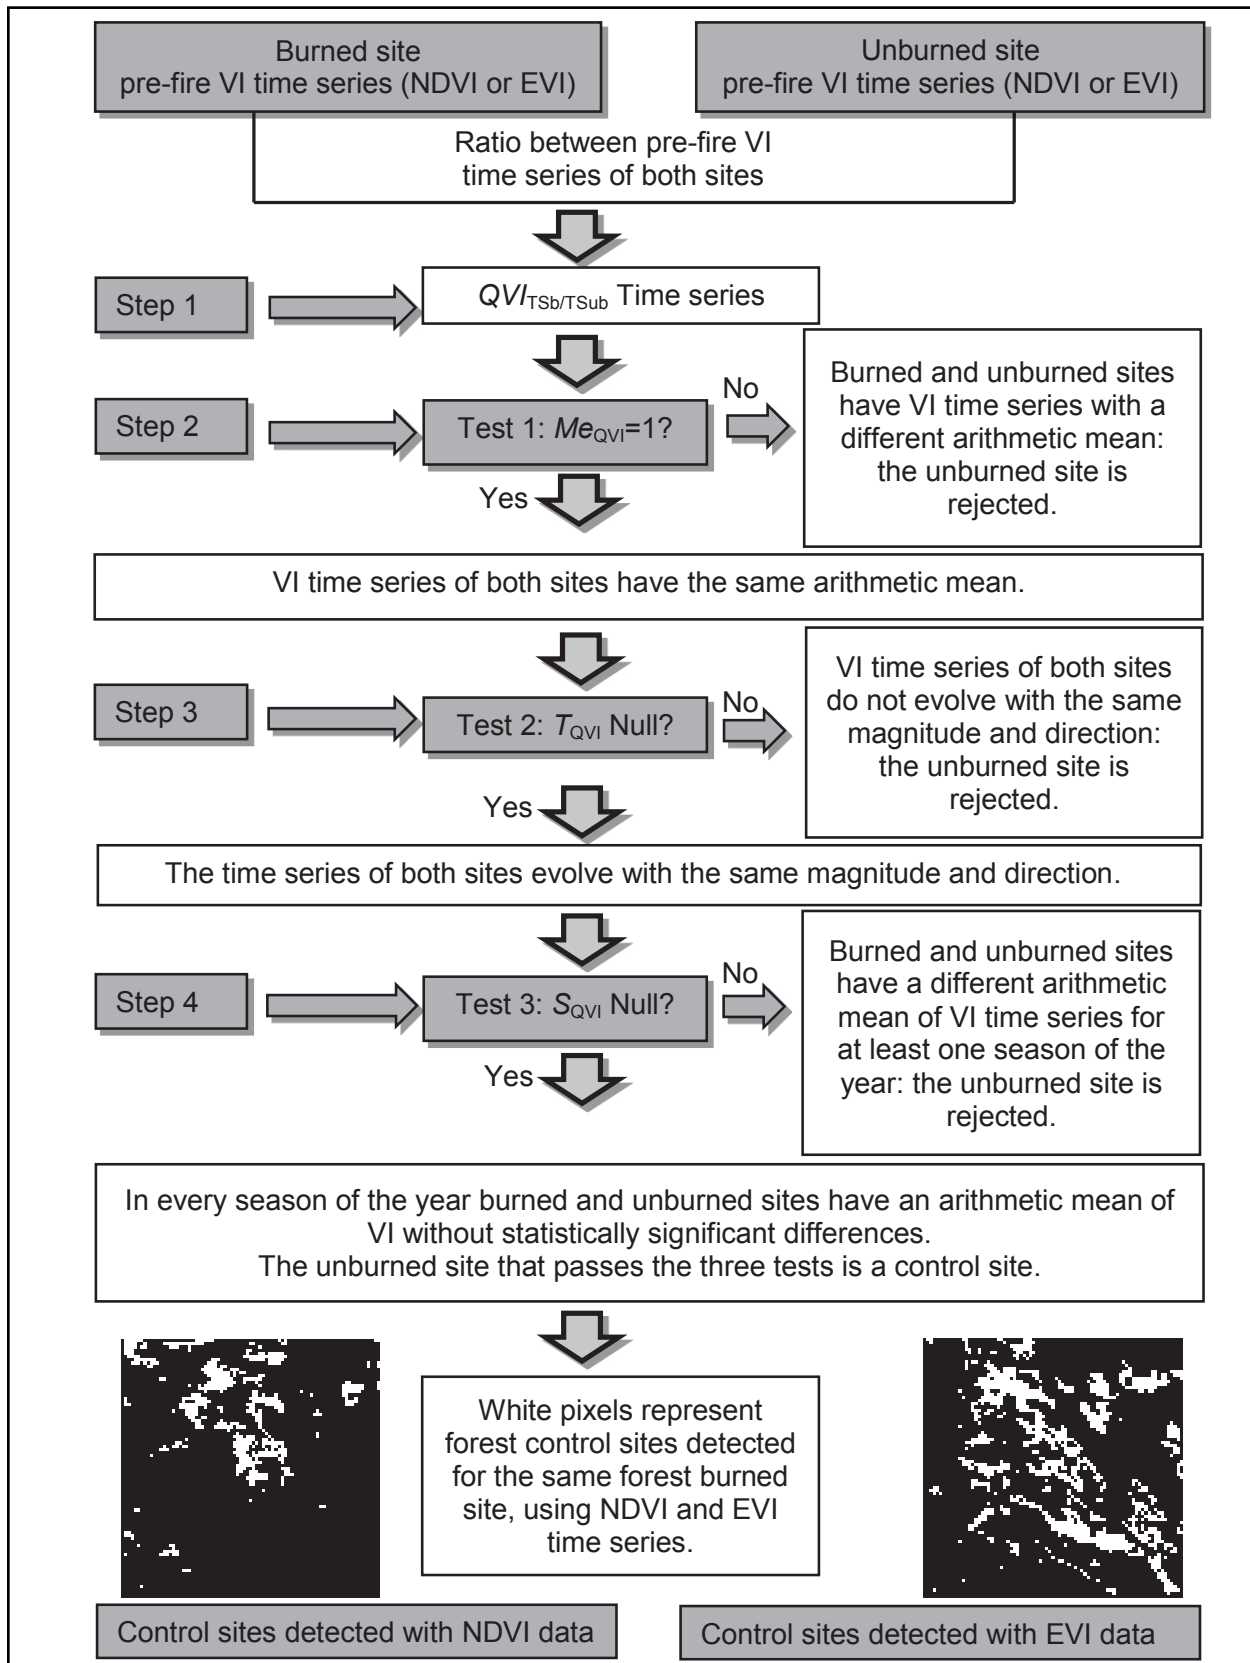 Burned site
pre-fire VI time series (NDVI or EVI)
Unburned site
pre-fire VI time series (NDVI or EVI)
Ratio between pre-fire VI
time series of both sites
Step 1
QVI TSb/TSub Time series
Step 2
Test 1: Me QVI=1?
No
Burned and unburned sites
have VI time series with a
different arithmetic mean:
the unburned site is
rejected.
Yes
VI time series of both sites have the same arithmetic mean.
Step 3
Test 2: T QVI Null?
No
VI time series of both sites
do not evolve with the same
magnitude and direction:
the unburned site is
rejected.
Yes
The time series of both sites evolve with the same magnitude and direction.
Step 4
Test 3: S QVI Null?
No
Burned and unburned sites
have a different arithmetic
mean of VI time series for
at least one season of the
year: the unburned site is
rejected.
Yes
In every season of the year burned and unburned sites have an arithmetic mean of
VI without statistically significant differences.
The unburned site that passes the three tests is a control site.
White pixels represent
forest control sites detected
for the same forest burned
site, using NDVI and EVI
time series.
Control sites detected with NDVI data
Control sites detected with EVI data